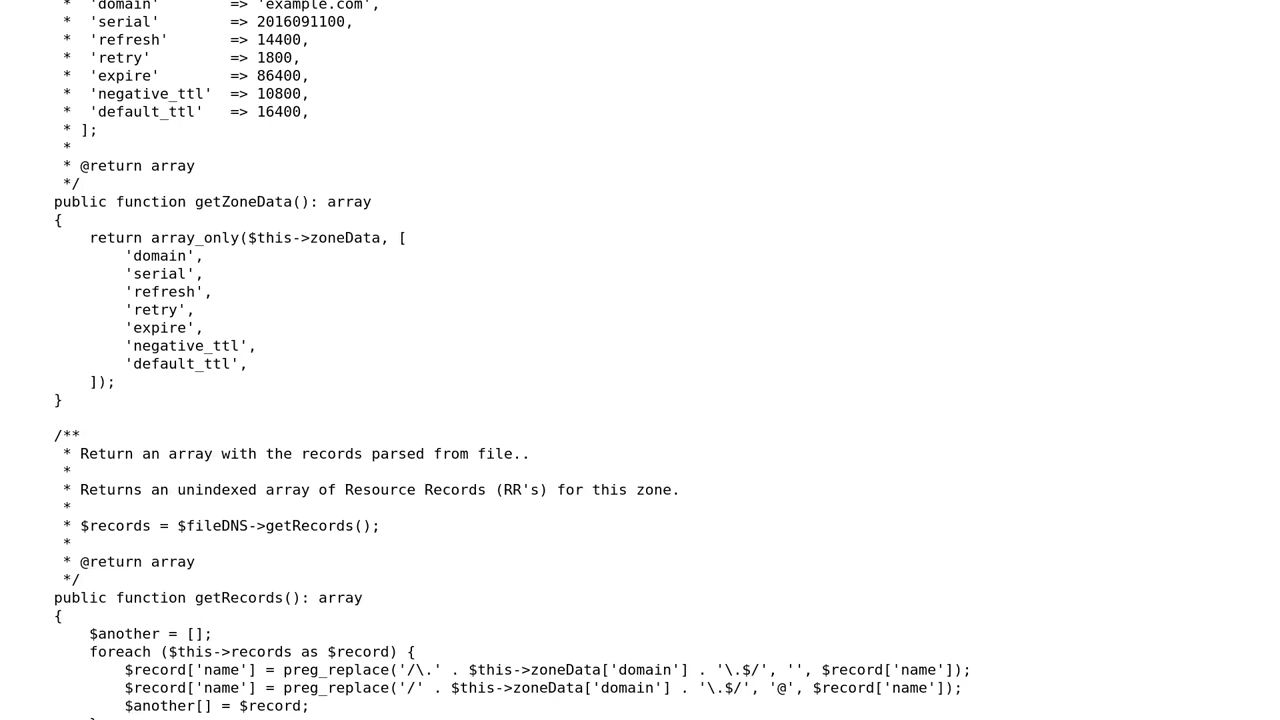 *  'domain'        => 'example.com',
 *  'serial'        => 2016091100,
 *  'refresh'       => 14400,
 *  'retry'         => 1800,
 *  'expire'        => 86400,
 *  'negative_ttl'  => 10800,
 *  'default_ttl'   => 16400,
 * ];
 *
 * @return array
 */
public function getZoneData(): array
{
    return array_only($this->zoneData, [
        'domain',
        'serial',
        'refresh',
        'retry',
        'expire',
        'negative_ttl',
        'default_ttl',
    ]);
}

/**
 * Return an array with the records parsed from file..
 *
 * Returns an unindexed array of Resource Records (RR's) for this zone.
 *
 * $records = $fileDNS->getRecords();
 *
 * @return array
 */
public function getRecords(): array
{
    $another = [];
    foreach ($this->records as $record) {
        $record['name'] = preg_replace('/\.' . $this->zoneData['domain'] . '\.$/', '', $record['name']);
        $record['name'] = preg_replace('/' . $this->zoneData['domain'] . '\.$/', '@', $record['name']);
        $another[] = $record;
    }